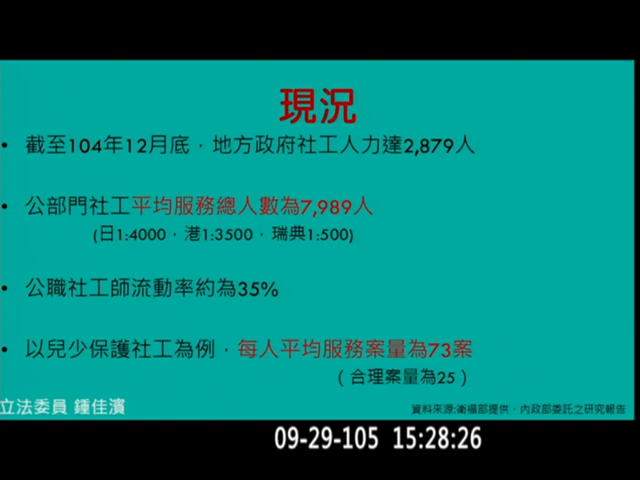 現況
• 截至104年12月底，地方政府社工人力達2,879人
• 公部門社工平均服務總人數為7,989人
(日1:4000，港1:3500，瑞典1:500)
• 公職社工師流動率約為35%
• 以兒少保護社工為例，每人平均服務案量為73案
（合理案量為25）
立法委員 鍾佳濱
資料來源:衛福部提供、內政部委託之研究報告
09-29-105 15:28:26